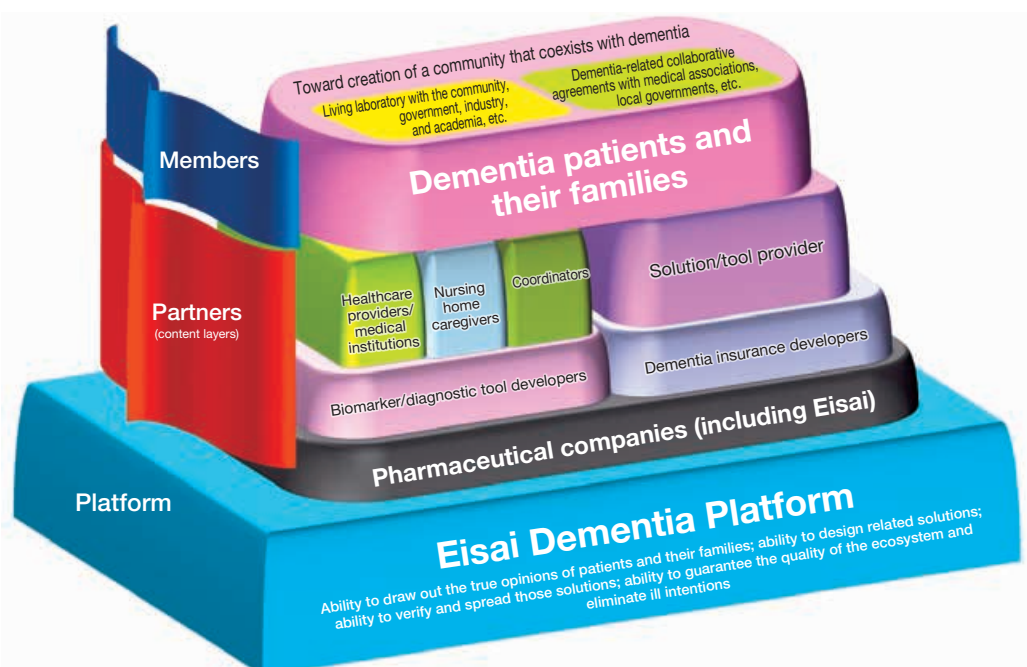 Toward creation of a community that coexists with dementia
Living laboratory with the community,
government, industry,
and academia, etc.
Dementia-related collaborative
agreements with medical associations,
local governments, etc.
Members
Dementia patients and
their families
Partners
(content layers)
Healthcare
providers/
medical
institutions
Nursing
home
caregivers
Coordinators
Solution/tool provider
Biomarker/diagnostic tool developers
Dementia insurance developers
Pharmaceutical companies (including Eisai)
Platform
Eisai Dementia Platform
Ability to draw out the true opinions of patients and their families; ability to design related solutions;
ability to verify and spread those solutions; ability to guarantee the quality of the ecosystem and
eliminate ill intentions